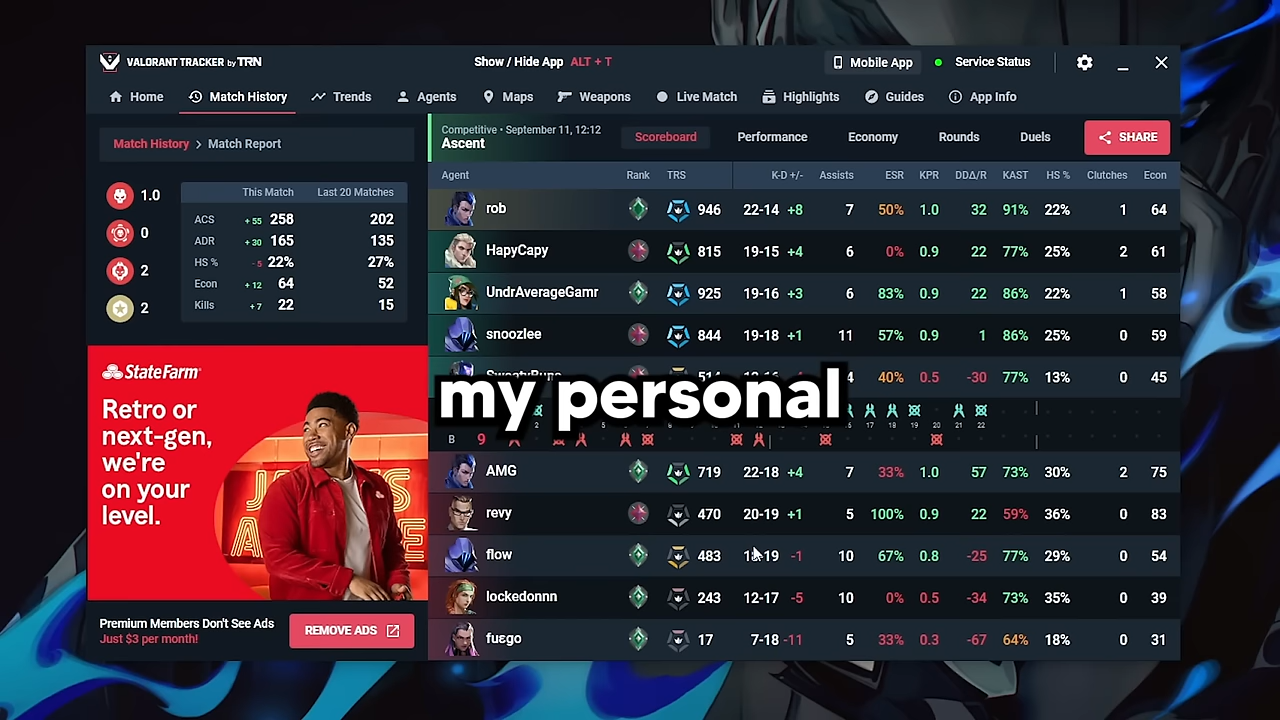 VALORANT TRACKER by TRN
Show / Hide App ALT + T
Mobile App
Service Status
Home
Match History
Trends
Agents
Maps
Weapons
Live Match
Highlights
Guides
App Info
Match History > Match Report
1.0
0
2
2
This Match Last 20 Matches
ACS +55 258 202
ADR +30 165 135
HS % -5 22% 27%
Econ +12 64 52
Kills +7 22 15
StateFarm
Retro or
next-gen,
we're
on your
level.
Premium Members Don't See Ads
Just $3 per month!
REMOVE ADS
Competitive • September 11, 12:12
Ascent
Scoreboard
Performance
Economy
Rounds
Duels
SHARE
Agent Rank TRS K-D +/- Assists ESR KPR DDΔ/R KAST HS % Clutches Econ
rob 946 22-14 +8 7 50% 1.0 32 91% 22% 1 64
HapyCapy 815 19-15 +4 6 0% 0.9 22 77% 25% 2 61
UndrAverageGamr 925 19-16 +3 6 83% 0.9 22 86% 22% 1 58
snoozlee 844 19-18 +1 11 57% 0.9 1 86% 25% 0 59
40% 0.5 -30 77% 13% 0 45
my personal
2 17 18 19 20 21 22
B 9
AMG 719 22-18 +4 7 33% 1.0 57 73% 30% 2 75
revy 470 20-19 +1 5 100% 0.9 22 59% 36% 0 83
flow 483 -19 -1 10 67% 0.8 -25 77% 29% 0 54
lockedonnn 243 12-17 -5 10 0% 0.5 -34 73% 35% 0 39
fuɛgo 17 7-18 -11 5 33% 0.3 -67 64% 18% 0 31